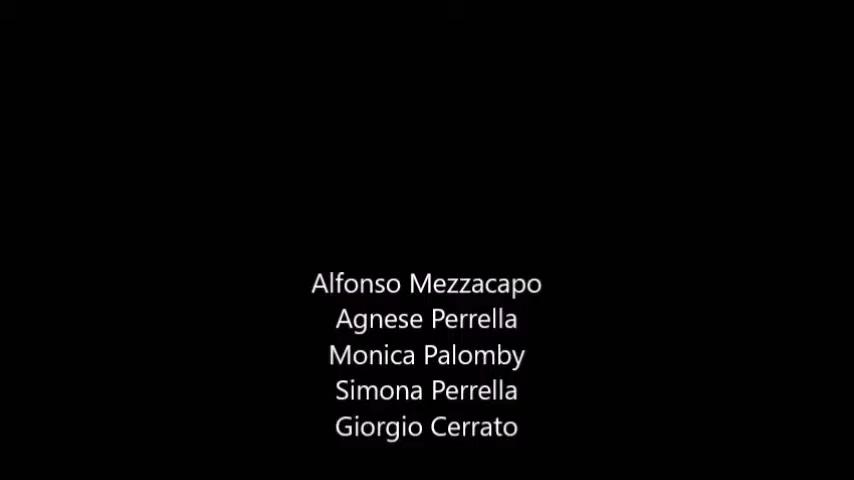 Alfonso Mezzacapo
Agnese Perrella
Monica Palomby
Simona Perrella
Giorgio Cerrato